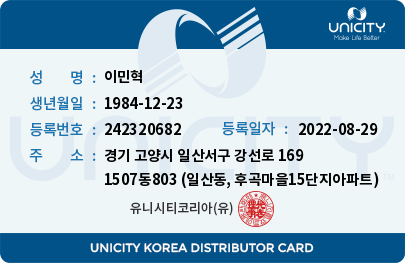 UNICITY
Make Life Better
성 명 : 이민혁
생년월일 : 1984-12-23
등록번호 : 242320682 등록일자 : 2022-08-29
주 소 : 경기 고양시 일산서구 강선로 169
1507동803 (일산동, 후곡마을15단지아파트)
유니시티코리아(유)
UNICITY
UNICITY KOREA DISTRIBUTOR CARD